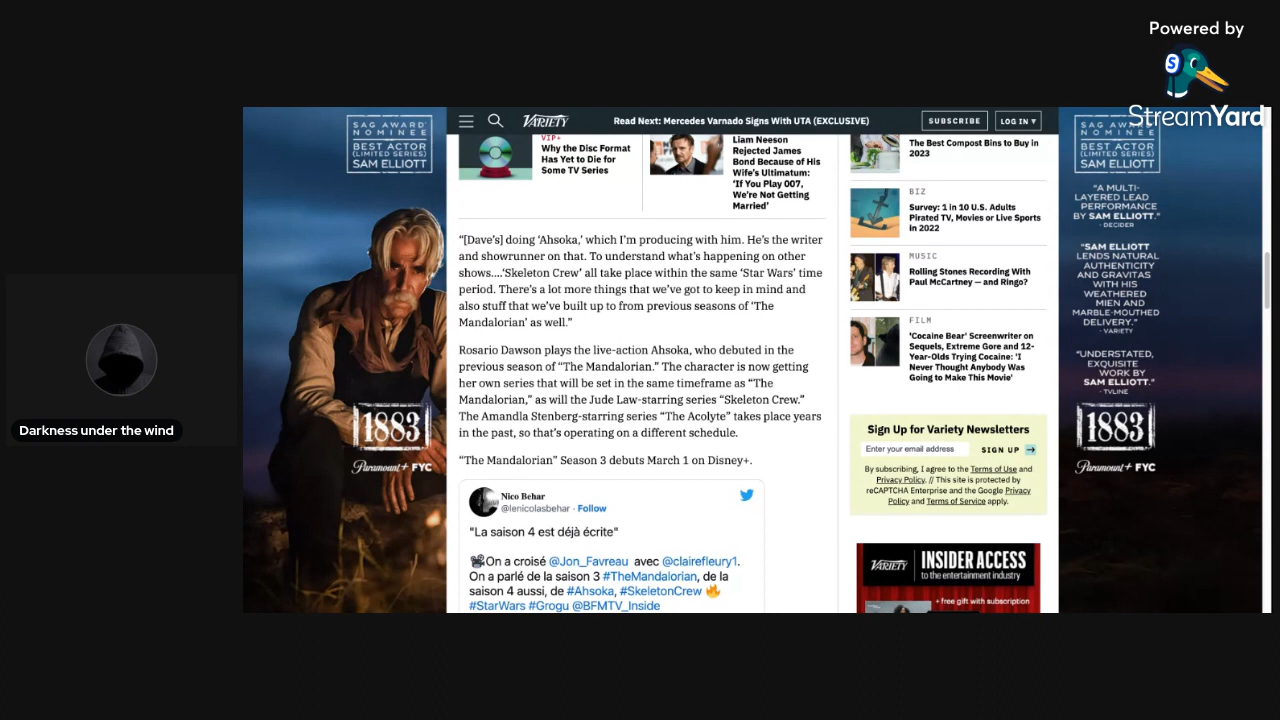 Powered by
StreamYard
Darkness under the wind
SAG AWARD
NOMINEE
BEST ACTOR
(LIMITED SERIES)
SAM ELLIOTT
1883
Paramount+ FYC
VARIETY
Read Next: Mercedes Varnado Signs With UTA (EXCLUSIVE)
SUBSCRIBE
LOG IN ▾
VIP+
Why the Disc Format
Has Yet to Die for
Some TV Series
Liam Neeson
Rejected James
Bond Because of His
Wife's Ultimatum:
'If You Play 007,
We're Not Getting
Married'
“[Dave’s] doing ‘Ahsoka,’ which I’m producing with him. He’s the writer
and showrunner on that. To understand what’s happening on other
shows....‘Skeleton Crew’ all take place within the same ‘Star Wars’ time
period. There’s a lot more things that we’ve got to keep in mind and
also stuff that we’ve built up to from previous seasons of ‘The
Mandalorian’ as well.”
Rosario Dawson plays the live-action Ahsoka, who debuted in the
previous season of “The Mandalorian.” The character is now getting
her own series that will be set in the same timeframe as “The
Mandalorian,” as will the Jude Law-starring series “Skeleton Crew.”
The Amandla Stenberg-starring series “The Acolyte” takes place years
in the past, so that’s operating on a different schedule.
“The Mandalorian” Season 3 debuts March 1 on Disney+.
Nico Behar
@lenicolasbehar · Follow
"La saison 4 est déjà écrite"
🎥On a croisé @Jon_Favreau avec @clairefleury1.
On a parlé de la saison 3 #TheMandalorian, de la
saison 4 aussi, de #Ahsoka, #SkeletonCrew 🔥
#StarWars #Grogu @BFMTV_Inside
The Best Compost Bins to Buy in
2023
BIZ
Survey: 1 in 10 U.S. Adults
Pirated TV, Movies or Live Sports
in 2022
MUSIC
Rolling Stones Recording With
Paul McCartney — and Ringo?
FILM
'Cocaine Bear' Screenwriter on
Sequels, Extreme Gore and 12-
Year-Olds Trying Cocaine: 'I
Never Thought Anybody Was
Going to Make This Movie'
Sign Up for Variety Newsletters
Enter your email address
SIGN UP →
By subscribing, I agree to the Terms of Use and
Privacy Policy. // This site is protected by
reCAPTCHA Enterprise and the Google Privacy
Policy and Terms of Service apply.
VARIETY
INSIDER ACCESS
to the entertainment industry
+ free gift with subscription
SAG AWARD
NOMINEE
BEST ACTOR
(LIMITED SERIES)
SAM ELLIOTT
“A MULTI-
LAYERED LEAD
PERFORMANCE
BY SAM ELLIOTT.”
- DECIDER
“SAM ELLIOTT
LENDS NATURAL
AUTHENTICITY
AND GRAVITAS
WITH HIS
WEATHERED
MIEN AND
MARBLE-MOUTHED
DELIVERY.”
- VARIETY
“UNDERSTATED,
EXQUISITE
WORK BY
SAM ELLIOTT.”
- TVLINE
1883
Paramount+ FYC